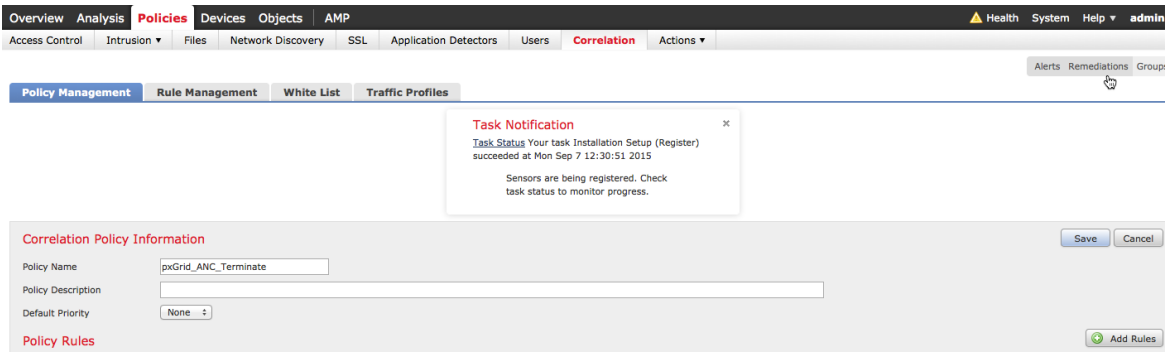 Overview Analysis Policies Devices Objects AMP Health System Help ▾ admin
Access Control Intrusion ▾ Files Network Discovery SSL Application Detectors Users Correlation Actions ▾
Alerts Remediations Groups
Policy Management Rule Management White List Traffic Profiles
Task Notification ×
Task Status Your task Installation Setup (Register)
succeeded at Mon Sep 7 12:30:51 2015
Sensors are being registered. Check
task status to monitor progress.
Correlation Policy Information Save Cancel
Policy Name pxGrid_ANC_Terminate
Policy Description
Default Priority None
Policy Rules Add Rules